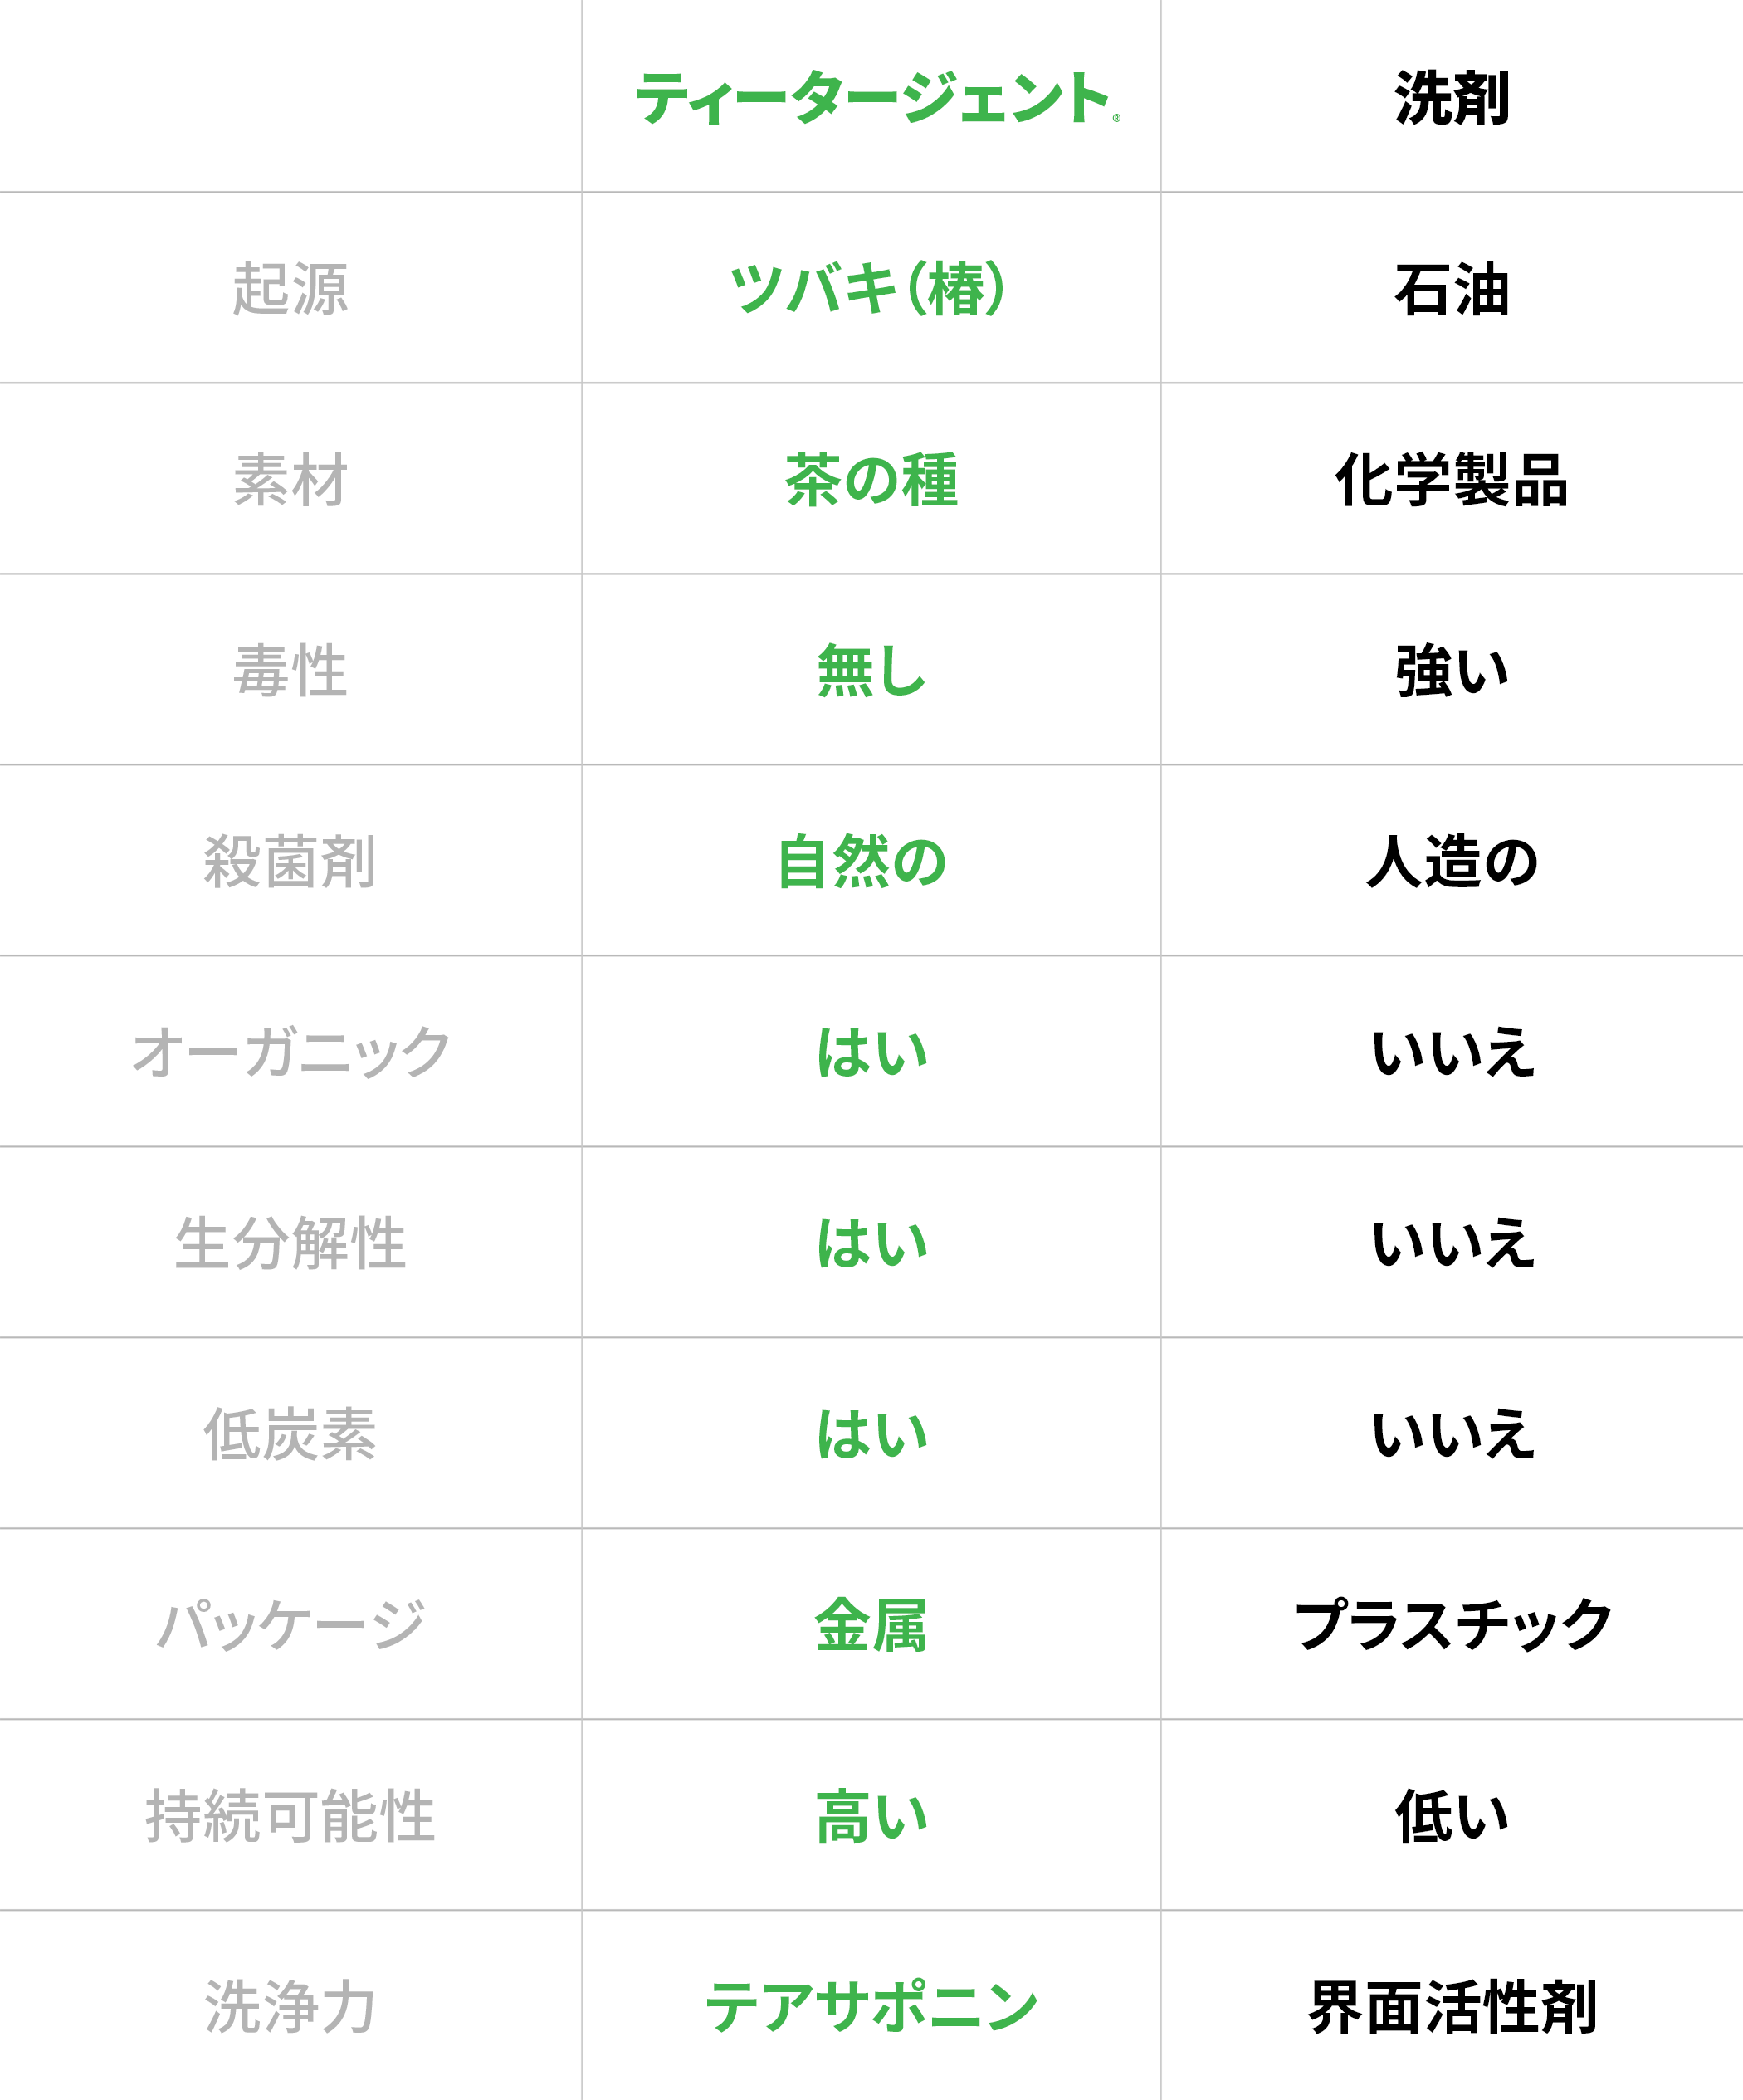 ティータージェント® 洗剤
起源 ツバキ（椿） 石油
素材 茶の種 化学製品
毒性 無し 強い
殺菌剤 自然の 人造の
オーガニック はい いいえ
生分解性 はい いいえ
低炭素 はい いいえ
パッケージ 金属 プラスチック
持続可能性 高い 低い
洗浄力 テアサポニン 界面活性剤